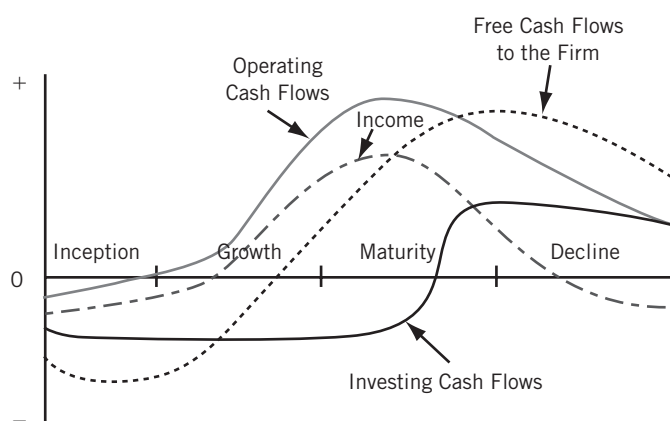 Free Cash Flows
to the Firm
+
Operating
Cash Flows
Income
Inception
Growth
Maturity
Decline
0
Investing Cash Flows
–